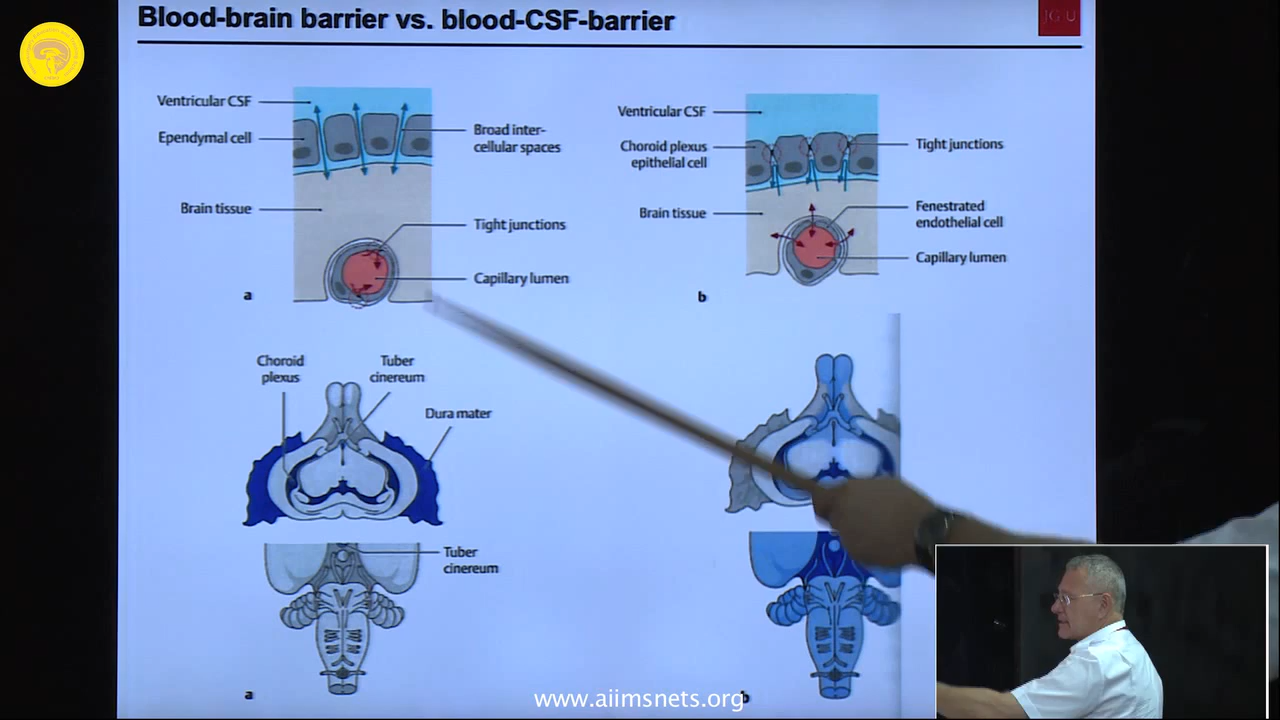 Blood-brain barrier vs. blood-CSF-barrier
JG U
Ventricular CSF
Ependymal cell
Broad inter-
cellular spaces
Brain tissue
Tight junctions
Capillary lumen
a
Ventricular CSF
Choroid plexus
epithelial cell
Tight junctions
Brain tissue
Fenestrated
endothelial cell
Capillary lumen
b
Choroid
plexus
Tuber
cinereum
Dura mater
Tuber
cinereum
a
b
www.aiimsnets.org